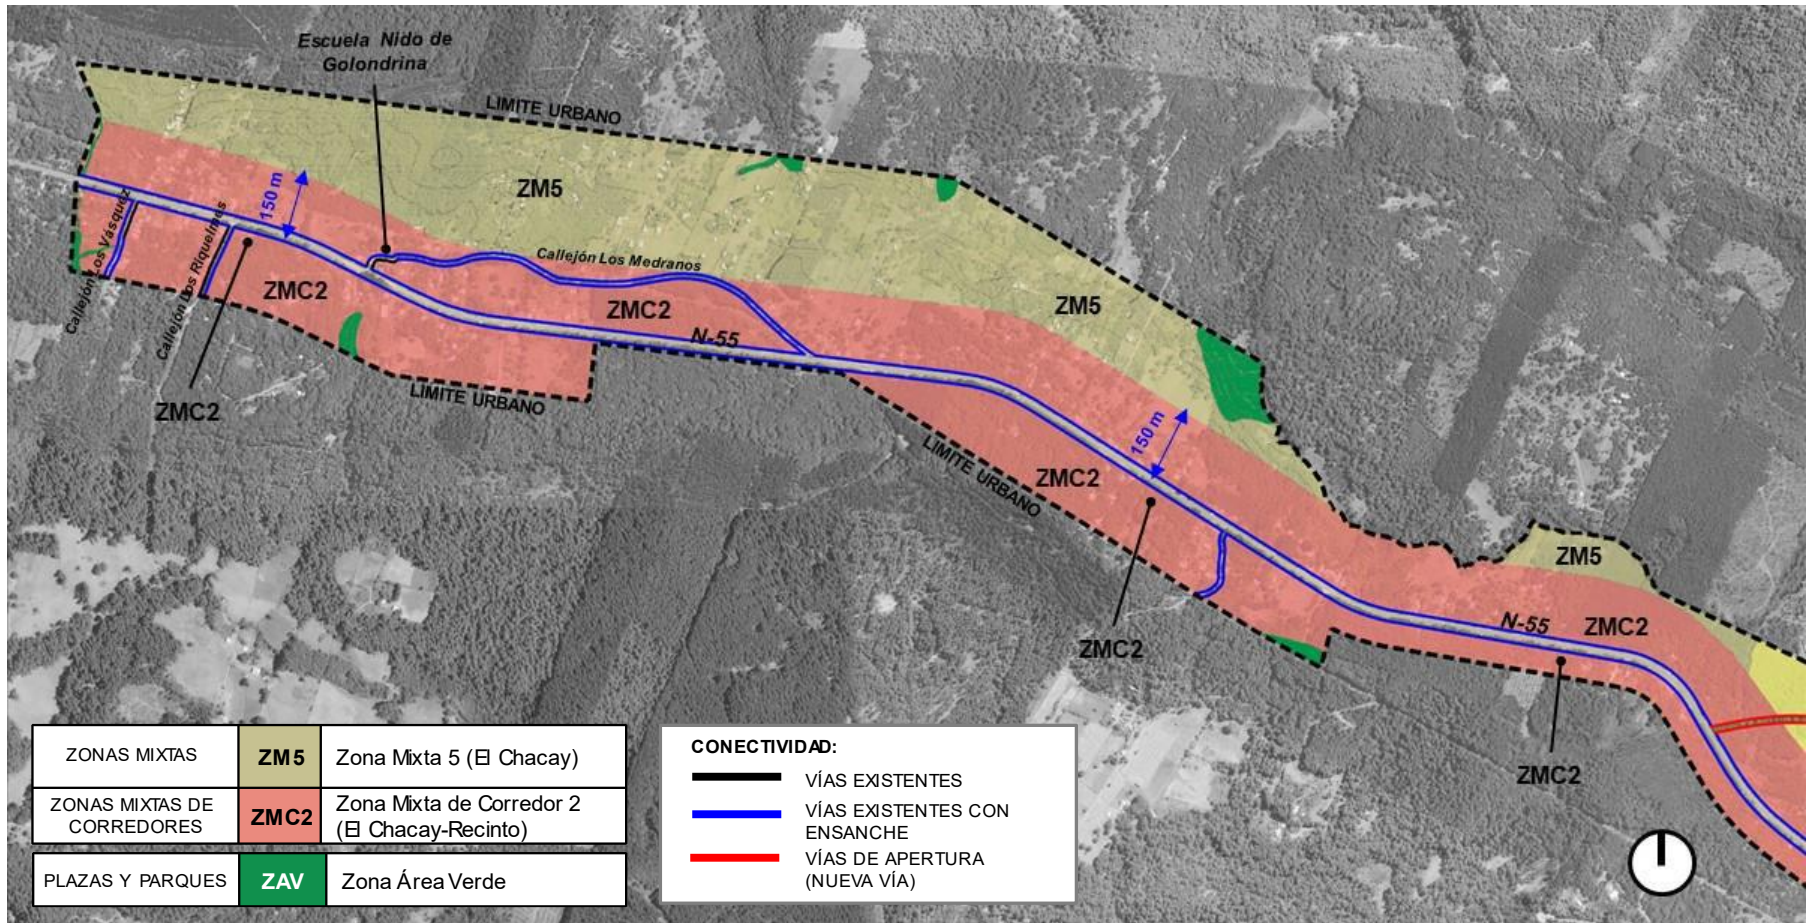 Escuela Nido de
Golondrina
LIMITE URBANO
150 m
ZM5
Callejón Los Vásquez
Callejón Los Riquelmes
Callejón Los Medranos
ZMC2
ZMC2
N-55
ZM5
ZMC2
LIMITE URBANO
150 m
LIMITE URBANO
ZMC2
ZM5
N-55
ZMC2
ZMC2
ZMC2
ZONAS MIXTAS
ZM5
Zona Mixta 5 (El Chacay)
ZONAS MIXTAS DE
CORREDORES
ZMC2
Zona Mixta de Corredor 2
(El Chacay-Recinto)
PLAZAS Y PARQUES
ZAV
Zona Área Verde
CONECTIVIDAD:
VÍAS EXISTENTES
VÍAS EXISTENTES CON
ENSANCHE
VÍAS DE APERTURA
(NUEVA VÍA)